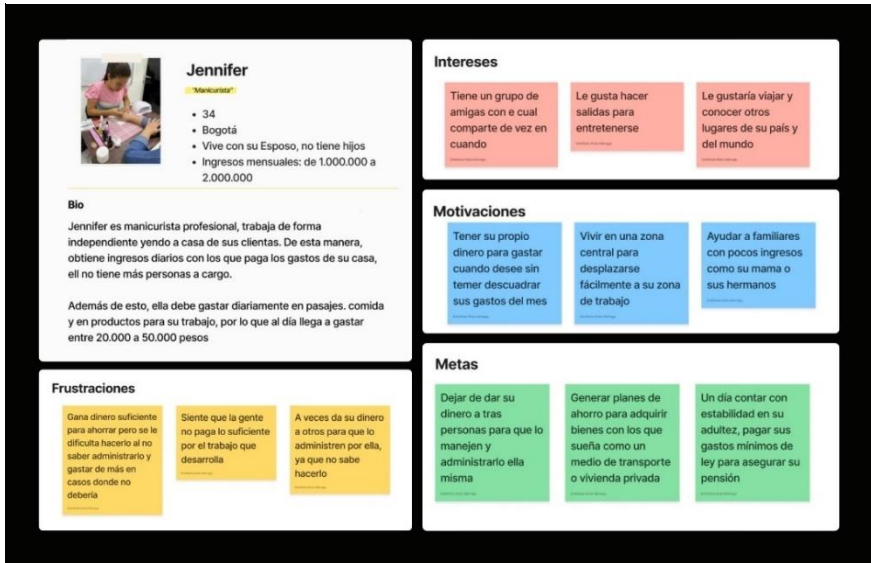 Jennifer
"Manicurista"
• 34
• Bogotá
• Vive con su Esposo, no tiene hijos
• Ingresos mensuales: de 1.000.000 a
2.000.000
Bio
Jennifer es manicurista profesional, trabaja de forma
independiente yendo a casa de sus clientas. De esta manera,
obtiene ingresos diarios con los que paga los gastos de su casa,
ell no tiene más personas a cargo.
Además de esto, ella debe gastar diariamente en pasajes. comida
y en productos para su trabajo, por lo que al día llega a gastar
entre 20.000 a 50.000 pesos
Frustraciones
Gana dinero suficiente
para ahorrar pero se le
dificulta hacerlo al no
saber administrarlo y
gastar de más en
casos donde no
debería
Siente que la gente
no paga lo suficiente
por el trabajo que
desarrolla
A veces da su dinero
a otros para que lo
administren por ella,
ya que no sabe
hacerlo
Intereses
Tiene un grupo de
amigas con e cual
comparte de vez en
cuando
Le gusta hacer
salidas para
entretenerse
Le gustaría viajar y
conocer otros
lugares de su país y
del mundo
Motivaciones
Tener su propio
dinero para gastar
cuando desee sin
temer descuadrar
sus gastos del mes
Vivir en una zona
central para
desplazarse
fácilmente a su zona
de trabajo
Ayudar a familiares
con pocos ingresos
como su mama o
sus hermanos
Metas
Dejar de dar su
dinero a tras
personas para que lo
manejen y
administrarlo ella
misma
Generar planes de
ahorro para adquirir
bienes con los que
sueña como un
medio de transporte
o vivienda privada
Un día contar con
estabilidad en su
adultez, pagar sus
gastos mínimos de
ley para asegurar su
pensión